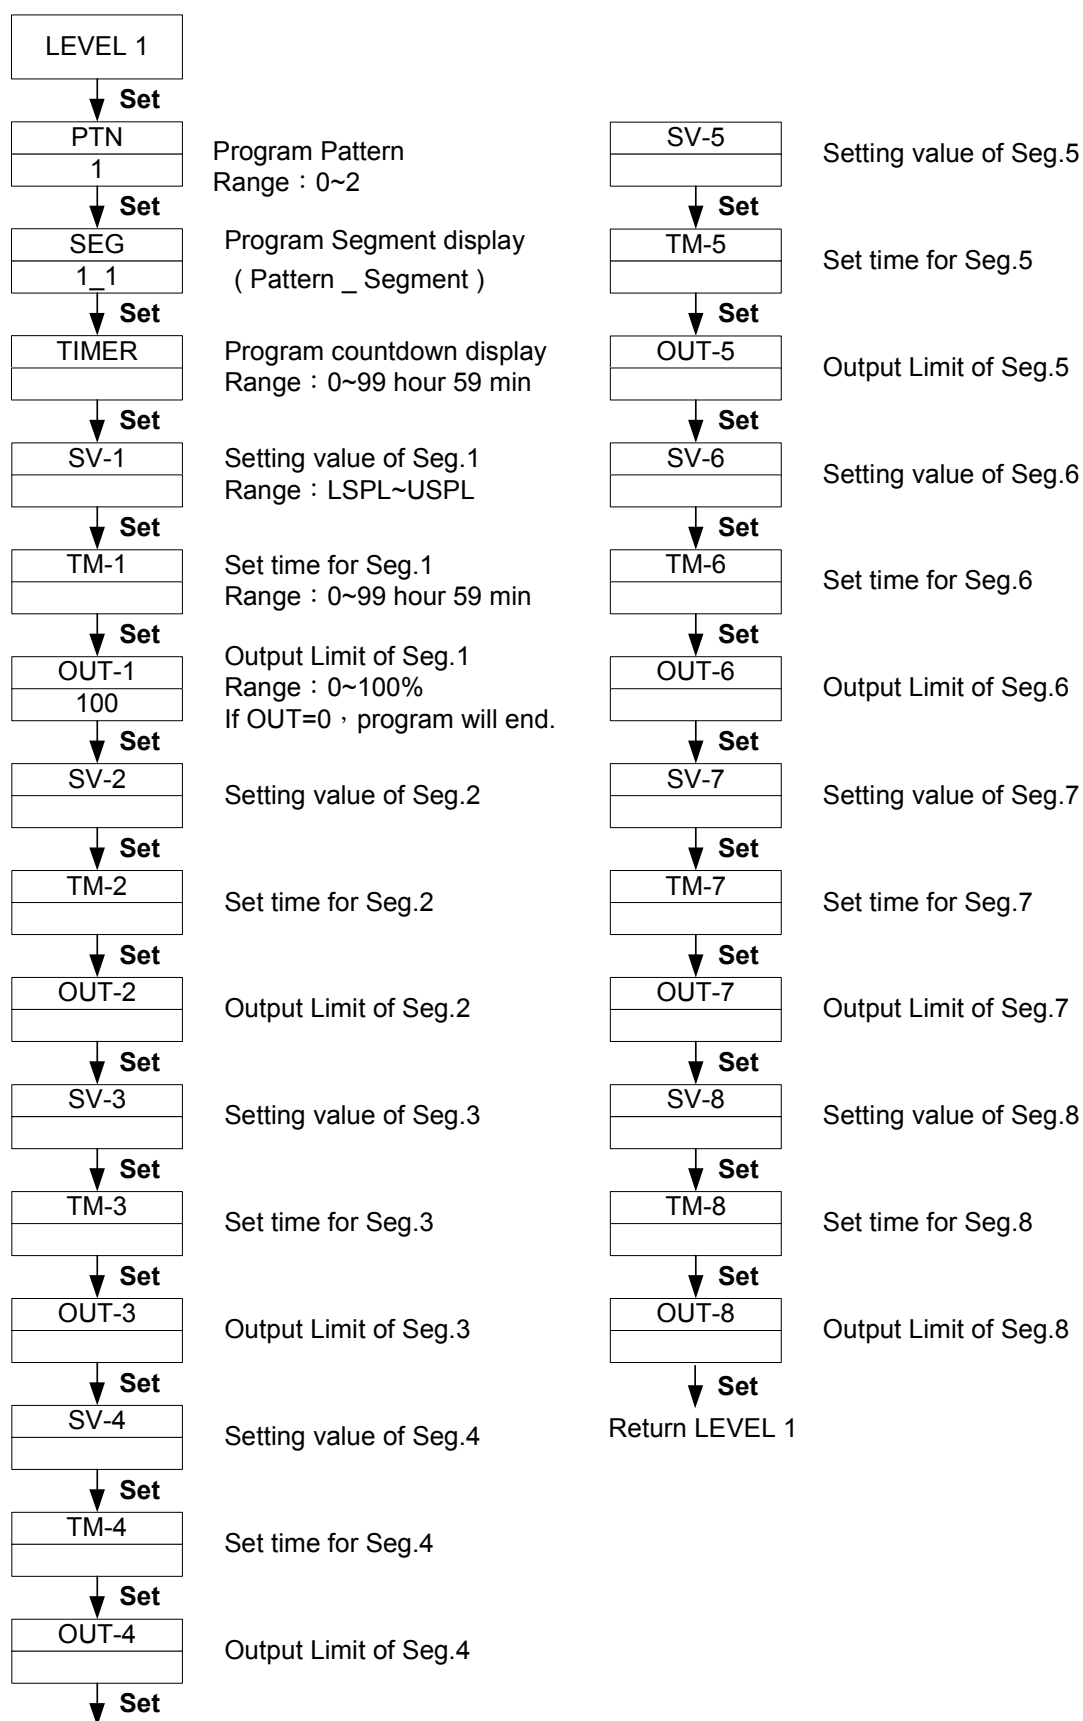 LEVEL 1
Set
PTN
1
Program Pattern
Range：0~2
Set
SEG
1_1
Program Segment display
( Pattern _ Segment )
Set
TIMER
Program countdown display
Range：0~99 hour 59 min
Set
SV-1
Setting value of Seg.1
Range：LSPL~USPL
Set
TM-1
Set time for Seg.1
Range：0~99 hour 59 min
Set
OUT-1
100
Output Limit of Seg.1
Range：0~100%
If OUT=0，program will end.
Set
SV-2
Setting value of Seg.2
Set
TM-2
Set time for Seg.2
Set
OUT-2
Output Limit of Seg.2
Set
SV-3
Setting value of Seg.3
Set
TM-3
Set time for Seg.3
Set
OUT-3
Output Limit of Seg.3
Set
SV-4
Setting value of Seg.4
Set
TM-4
Set time for Seg.4
Set
OUT-4
Output Limit of Seg.4
Set
SV-5
Setting value of Seg.5
Set
TM-5
Set time for Seg.5
Set
OUT-5
Output Limit of Seg.5
Set
SV-6
Setting value of Seg.6
Set
TM-6
Set time for Seg.6
Set
OUT-6
Output Limit of Seg.6
Set
SV-7
Setting value of Seg.7
Set
TM-7
Set time for Seg.7
Set
OUT-7
Output Limit of Seg.7
Set
SV-8
Setting value of Seg.8
Set
TM-8
Set time for Seg.8
Set
OUT-8
Output Limit of Seg.8
Set
Return LEVEL 1